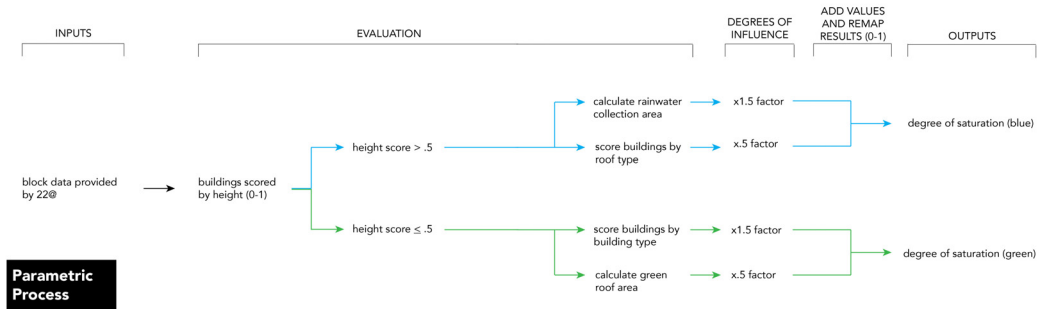 INPUTS
EVALUATION
DEGREES OF
INFLUENCE
ADD VALUES
AND REMAP
RESULTS (0-1)
OUTPUTS
block data provided
by 22@
buildings scored
by height (0-1)
height score > .5
calculate rainwater
collection area
x1.5 factor
score buildings by
roof type
x.5 factor
degree of saturation (blue)
height score ≤ .5
score buildings by
building type
x1.5 factor
calculate green
roof area
x.5 factor
degree of saturation (green)
Parametric
Process